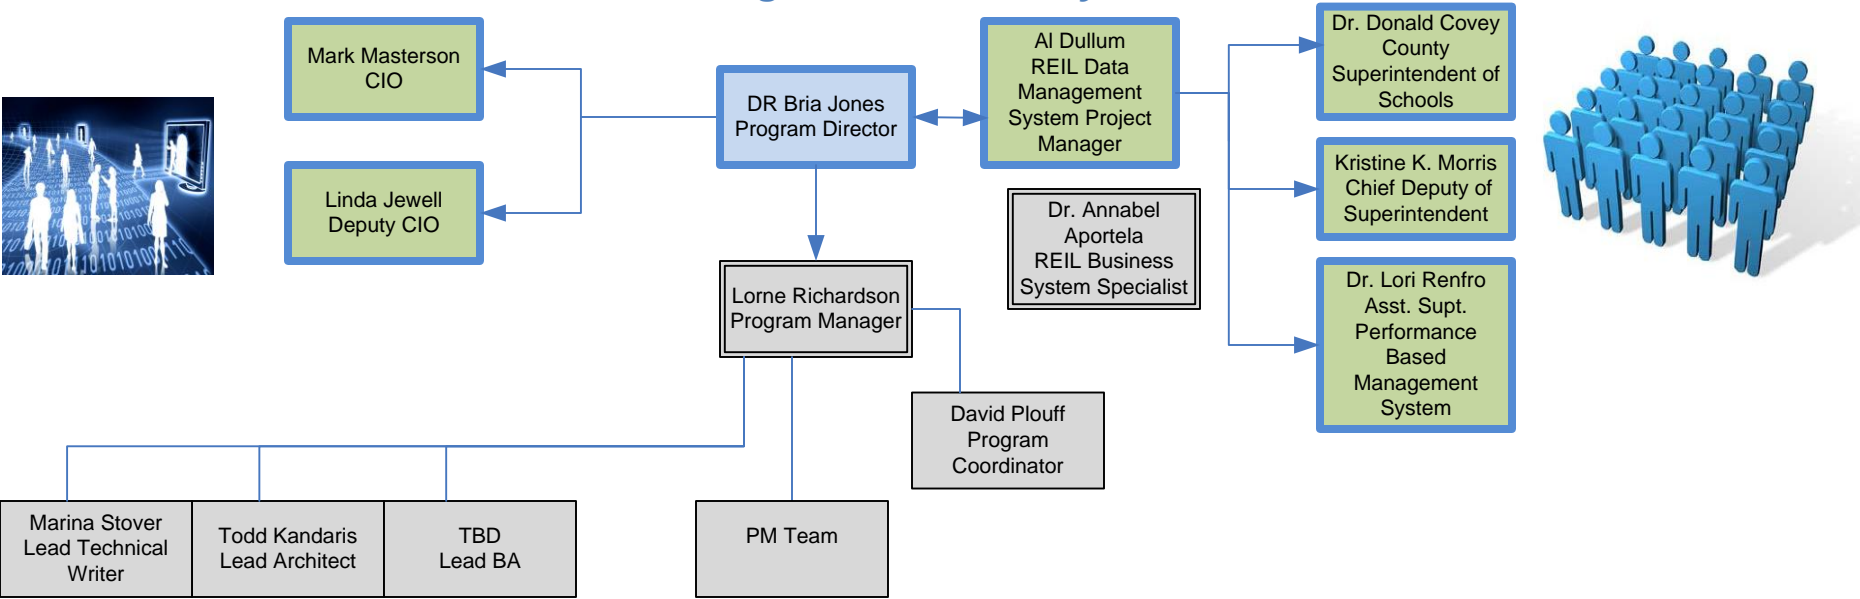 Mark Masterson
CIO
Linda Jewell
Deputy CIO
DR Bria Jones
Program Director
Al Dullum
REIL Data
Management
System Project
Manager
Dr. Donald Covey
County
Superintendent of
Schools
Kristine K. Morris
Chief Deputy of
Superintendent
Dr. Lori Renfro
Asst. Supt.
Performance
Based
Management
System
Dr. Annabel
Aportela
REIL Business
System Specialist
Lorne Richardson
Program Manager
David Plouff
Program
Coordinator
Marina Stover
Lead Technical
Writer
Todd Kandaris
Lead Architect
TBD
Lead BA
PM Team